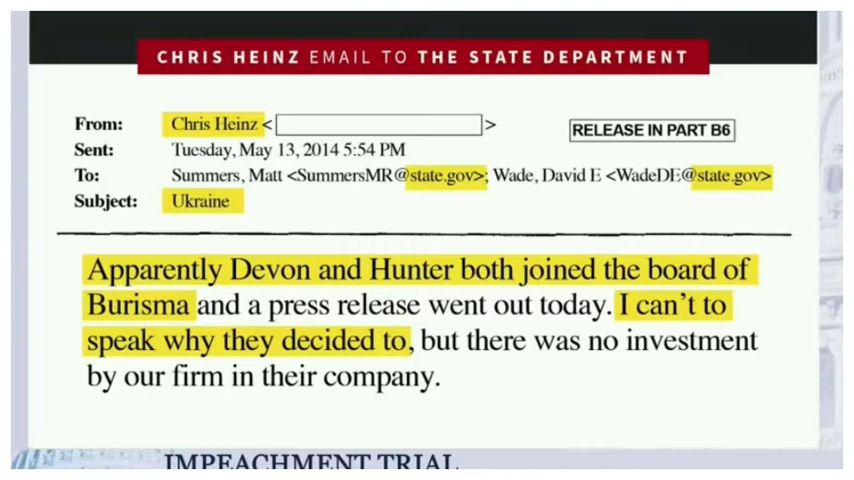 CHRIS HEINZ EMAIL TO THE STATE DEPARTMENT
From: Chris Heinz < >
RELEASE IN PART B6
Sent: Tuesday, May 13, 2014 5:54 PM
To: Summers, Matt <SummersMR@state.gov>; Wade, David E <WadeDE@state.gov>
Subject: Ukraine
Apparently Devon and Hunter both joined the board of
Burisma and a press release went out today. I can't to
speak why they decided to, but there was no investment
by our firm in their company.
IMPEACHMENT TRIAL